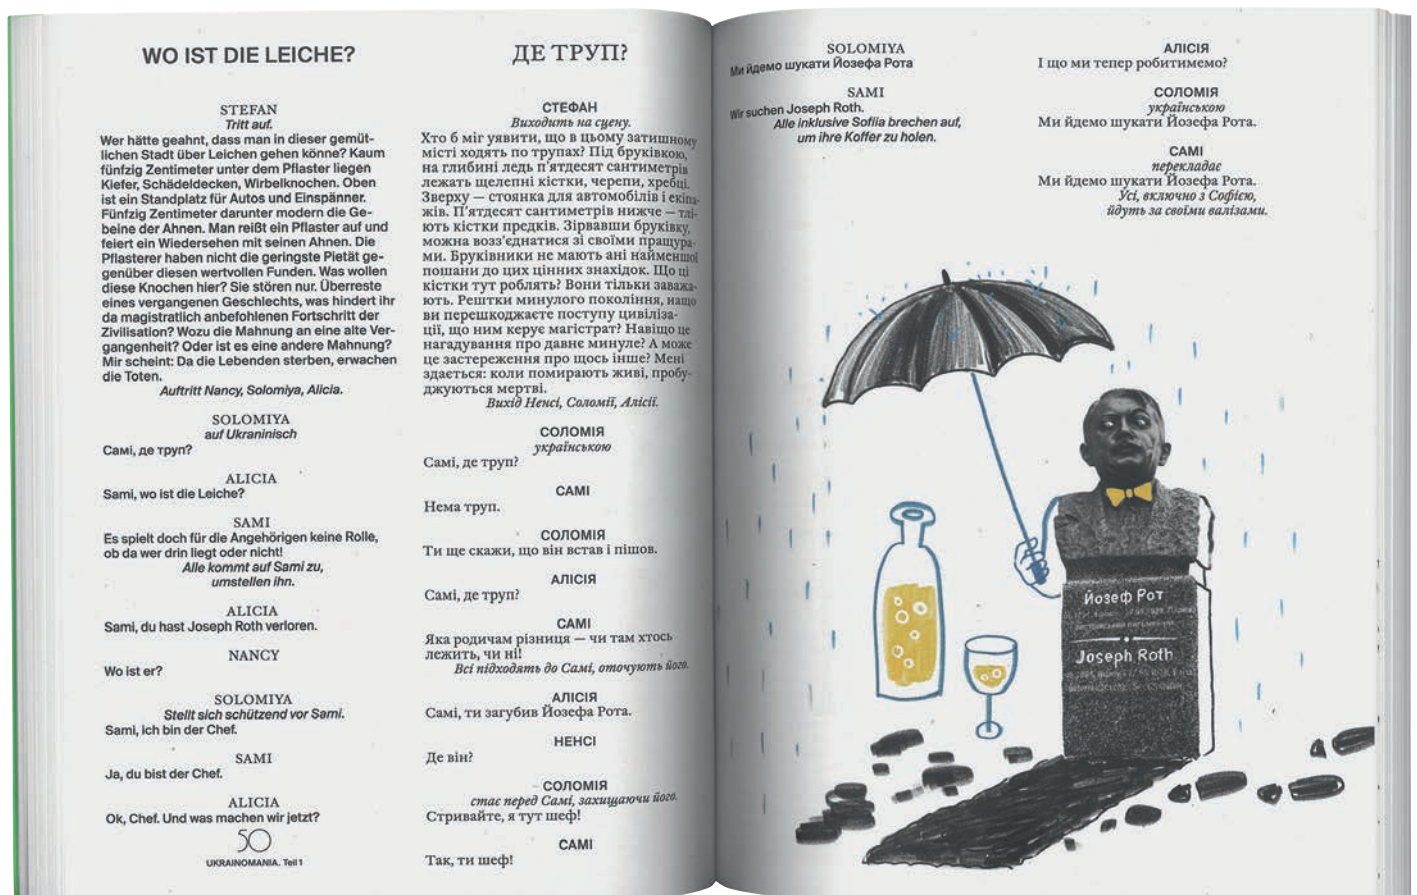 WO IST DIE LEICHE?
STEFAN
Tritt auf.
Wer hätte geahnt, dass man in dieser gemüt-
lichen Stadt über Leichen gehen könne? Kaum
fünfzig Zentimeter unter dem Pflaster liegen
Kiefer, Schädeldecken, Wirbelknochen. Oben
ist ein Standplatz für Autos und Einspänner.
Fünfzig Zentimeter darunter modern die Ge-
beine der Ahnen. Man reißt ein Pflaster auf und
feiert ein Wiedersehen mit seinen Ahnen. Die
Pflasterer haben nicht die geringste Pietät ge-
genüber diesen wertvollen Funden. Was wollen
diese Knochen hier? Sie stören nur. Überreste
eines vergangenen Geschlechts, was hindert ihr
da magistratlich anbefohlenen Fortschritt der
Zivilisation? Wozu die Mahnung an eine alte Ver-
gangenheit? Oder ist es eine andere Mahnung?
Mir scheint: Da die Lebenden sterben, erwachen
die Toten.
Auftritt Nancy, Solomiya, Alicia.
SOLOMIYA
auf Ukraninisch
Самі, де труп?
ALICIA
Sami, wo ist die Leiche?
SAMI
Es spielt doch für die Angehörigen keine Rolle,
ob da wer drin liegt oder nicht!
Alle kommt auf Sami zu,
umstellen ihn.
ALICIA
Sami, du hast Joseph Roth verloren.
NANCY
Wo ist er?
SOLOMIYA
Stellt sich schützend vor Sami.
Sami, ich bin der Chef.
SAMI
Ja, du bist der Chef.
ALICIA
Ok, Chef. Und was machen wir jetzt?
50
UKRAINOMANIA. Teil 1
ДЕ ТРУП?
СТЕФАН
Виходить на сцену.
Хто б міг уявити, що в цьому затишному
місті ходять по трупах? Під бруківкою,
на глибині ледь п'ятдесят сантиметрів
лежать щелепні кістки, черепи, хребці.
Зверху — стоянка для автомобілів і екіпа-
жів. П'ятдесят сантиметрів нижче — тлі-
ють кістки предків. Зірвавши бруківку,
можна возз'єднатися зі своїми пращура-
ми. Бруківники не мають ані найменшої
пошани до цих цінних знахідок. Що ці
кістки тут роблять? Вони тільки заважа-
ють. Рештки минулого покоління, нащо
ви перешкоджаєте поступу цивіліза-
ції, що ним керує магістрат? Навіщо це
нагадування про давнє минуле? А може
це застереження про щось інше? Мені
здається: коли помирають живі, пробу-
джуються мертві.
Вихід Ненсі, Соломії, Алісії.
СОЛОМІЯ
українською
Самі, де труп?
САМІ
Нема труп.
СОЛОМІЯ
Ти ще скажи, що він встав і пішов.
АЛІСІЯ
Самі, де труп?
САМІ
Яка родичам різниця — чи там хтось
лежить, чи ні!
Всі підходять до Самі, оточують його.
АЛІСІЯ
Самі, ти загубив Йозефа Рота.
НЕНСІ
Де він?
СОЛОМІЯ
стає перед Самі, захищаючи його.
Стривайте, я тут шеф!
САМІ
Так, ти шеф!
SOLOMIYA
Ми йдемо шукати Йозефа Рота
SAMI
Wir suchen Joseph Roth.
Alle inklusive Sofiia brechen auf,
um ihre Koffer zu holen.
АЛІСІЯ
І що ми тепер робитимемо?
СОЛОМІЯ
українською
Ми йдемо шукати Йозефа Рота.
САМІ
перекладає
Ми йдемо шукати Йозефа Рота.
Усі, включно з Софією,
йдуть за своїми валізами.
Йозеф Рот
Joseph Roth